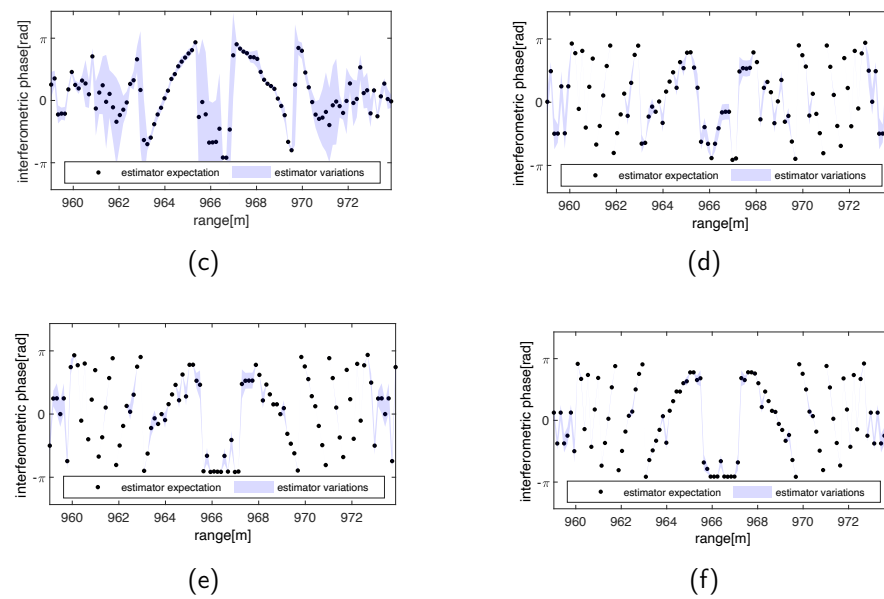 interferometric phase[rad]
π
0
-π
estimator expectation estimator variations
960 962 964 966 968 970 972
range[m]
(c)
interferometric phase[rad]
π
0
-π
estimator expectation estimator variations
960 962 964 966 968 970 972
range[m]
(d)
interferometric phase[rad]
π
0
-π
estimator expectation estimator variations
960 962 964 966 968 970 972
range[m]
(e)
interferometric phase[rad]
π
0
-π
estimator expectation estimator variations
960 962 964 966 968 970 972
range[m]
(f)